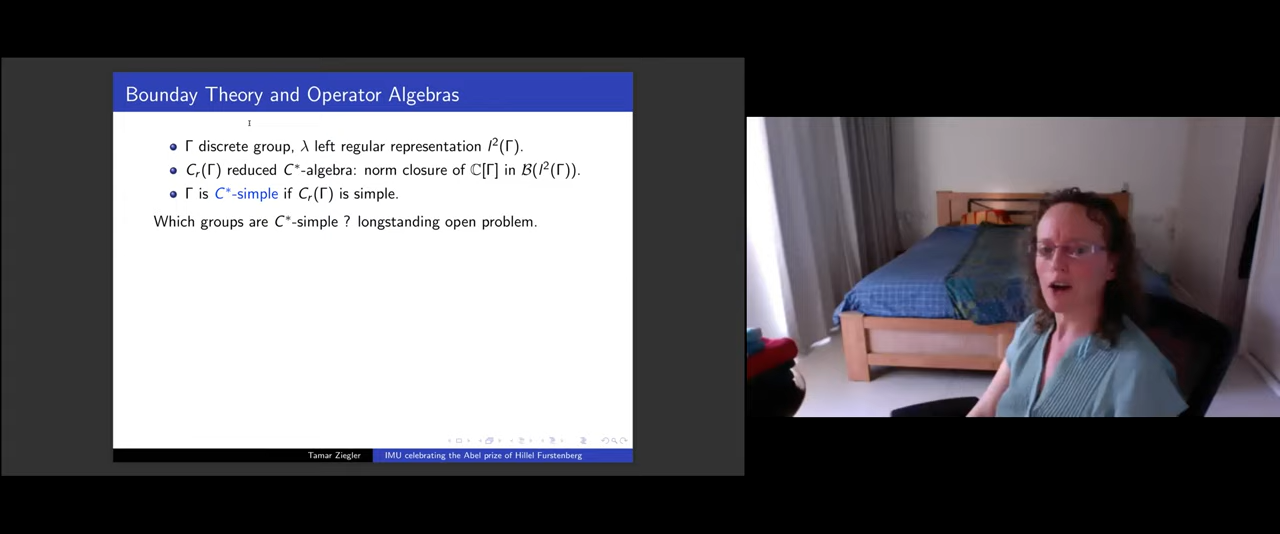 Bounday Theory and Operator Algebras
Γ discrete group, λ left regular representation l²(Γ).
C_r(Γ) reduced C*-algebra: norm closure of ℂ[Γ] in ℬ(l²(Γ)).
Γ is C*-simple if C_r(Γ) is simple.
Which groups are C*-simple ? longstanding open problem.
Tamar Ziegler
IMU celebrating the Abel prize of Hillel Furstenberg